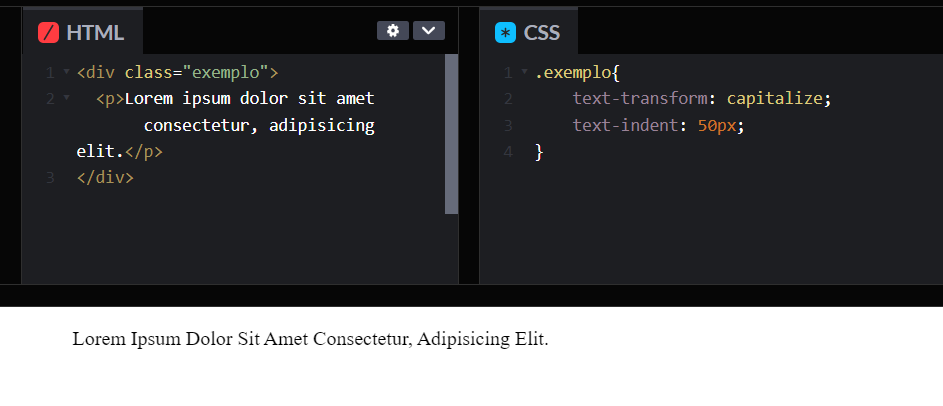 HTML
1 <div class="exemplo">
2 <p>Lorem ipsum dolor sit amet
consectetur, adipisicing
elit.</p>
3 </div>
CSS
1 .exemplo{
2 text-transform: capitalize;
3 text-indent: 50px;
4 }
Lorem Ipsum Dolor Sit Amet Consectetur, Adipisicing Elit.